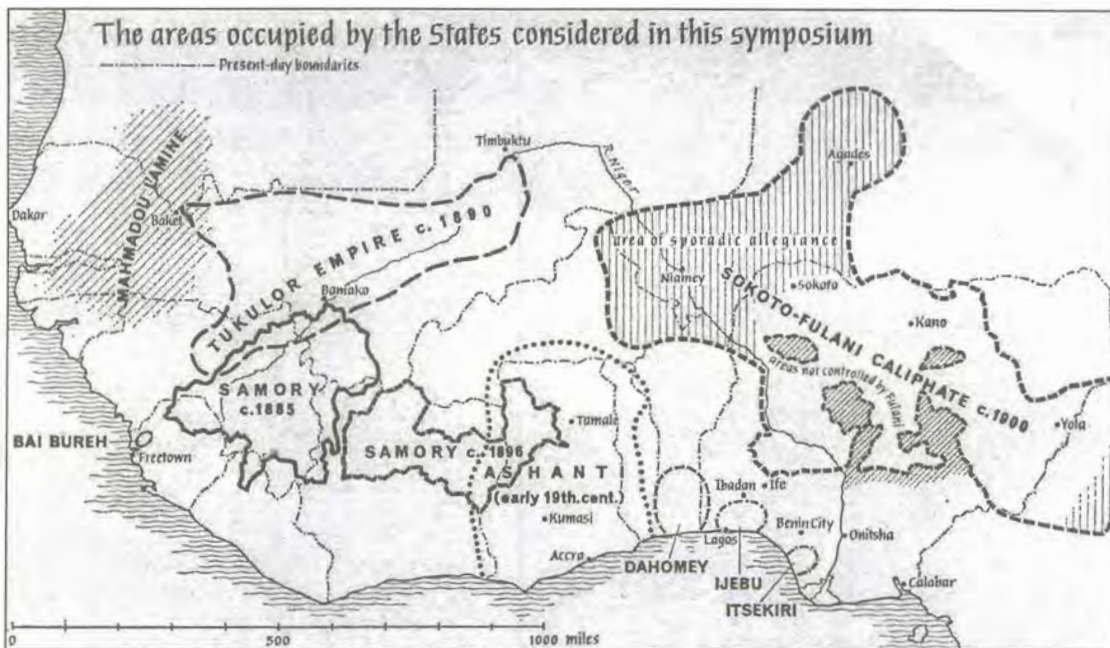 The areas occupied by the States considered in this symposium
Present-day boundaries
Timbuktu
R. Niger
Agades
MAHMADOU LAMINE
Dakar
Bakel
TUKULOR EMPIRE c. 1890
area of sporadic allegiance
Niamey
Sokoto
Bamako
SOKOTO-FULANI CALIPHATE c.1900
Kano
areas not controlled by Fulani
SAMORY
c.1885
Tamale
Yola
BAI BUREH
Freetown
SAMORY c. 1896
ASHANTI
(early 19th.cent.)
Ibadan
Ife
Kumasi
Benin City
Onitsha
Lagos
Accra
DAHOMEY
IJEBU
ITSEKIRI
Calabar
0 500 1000 miles